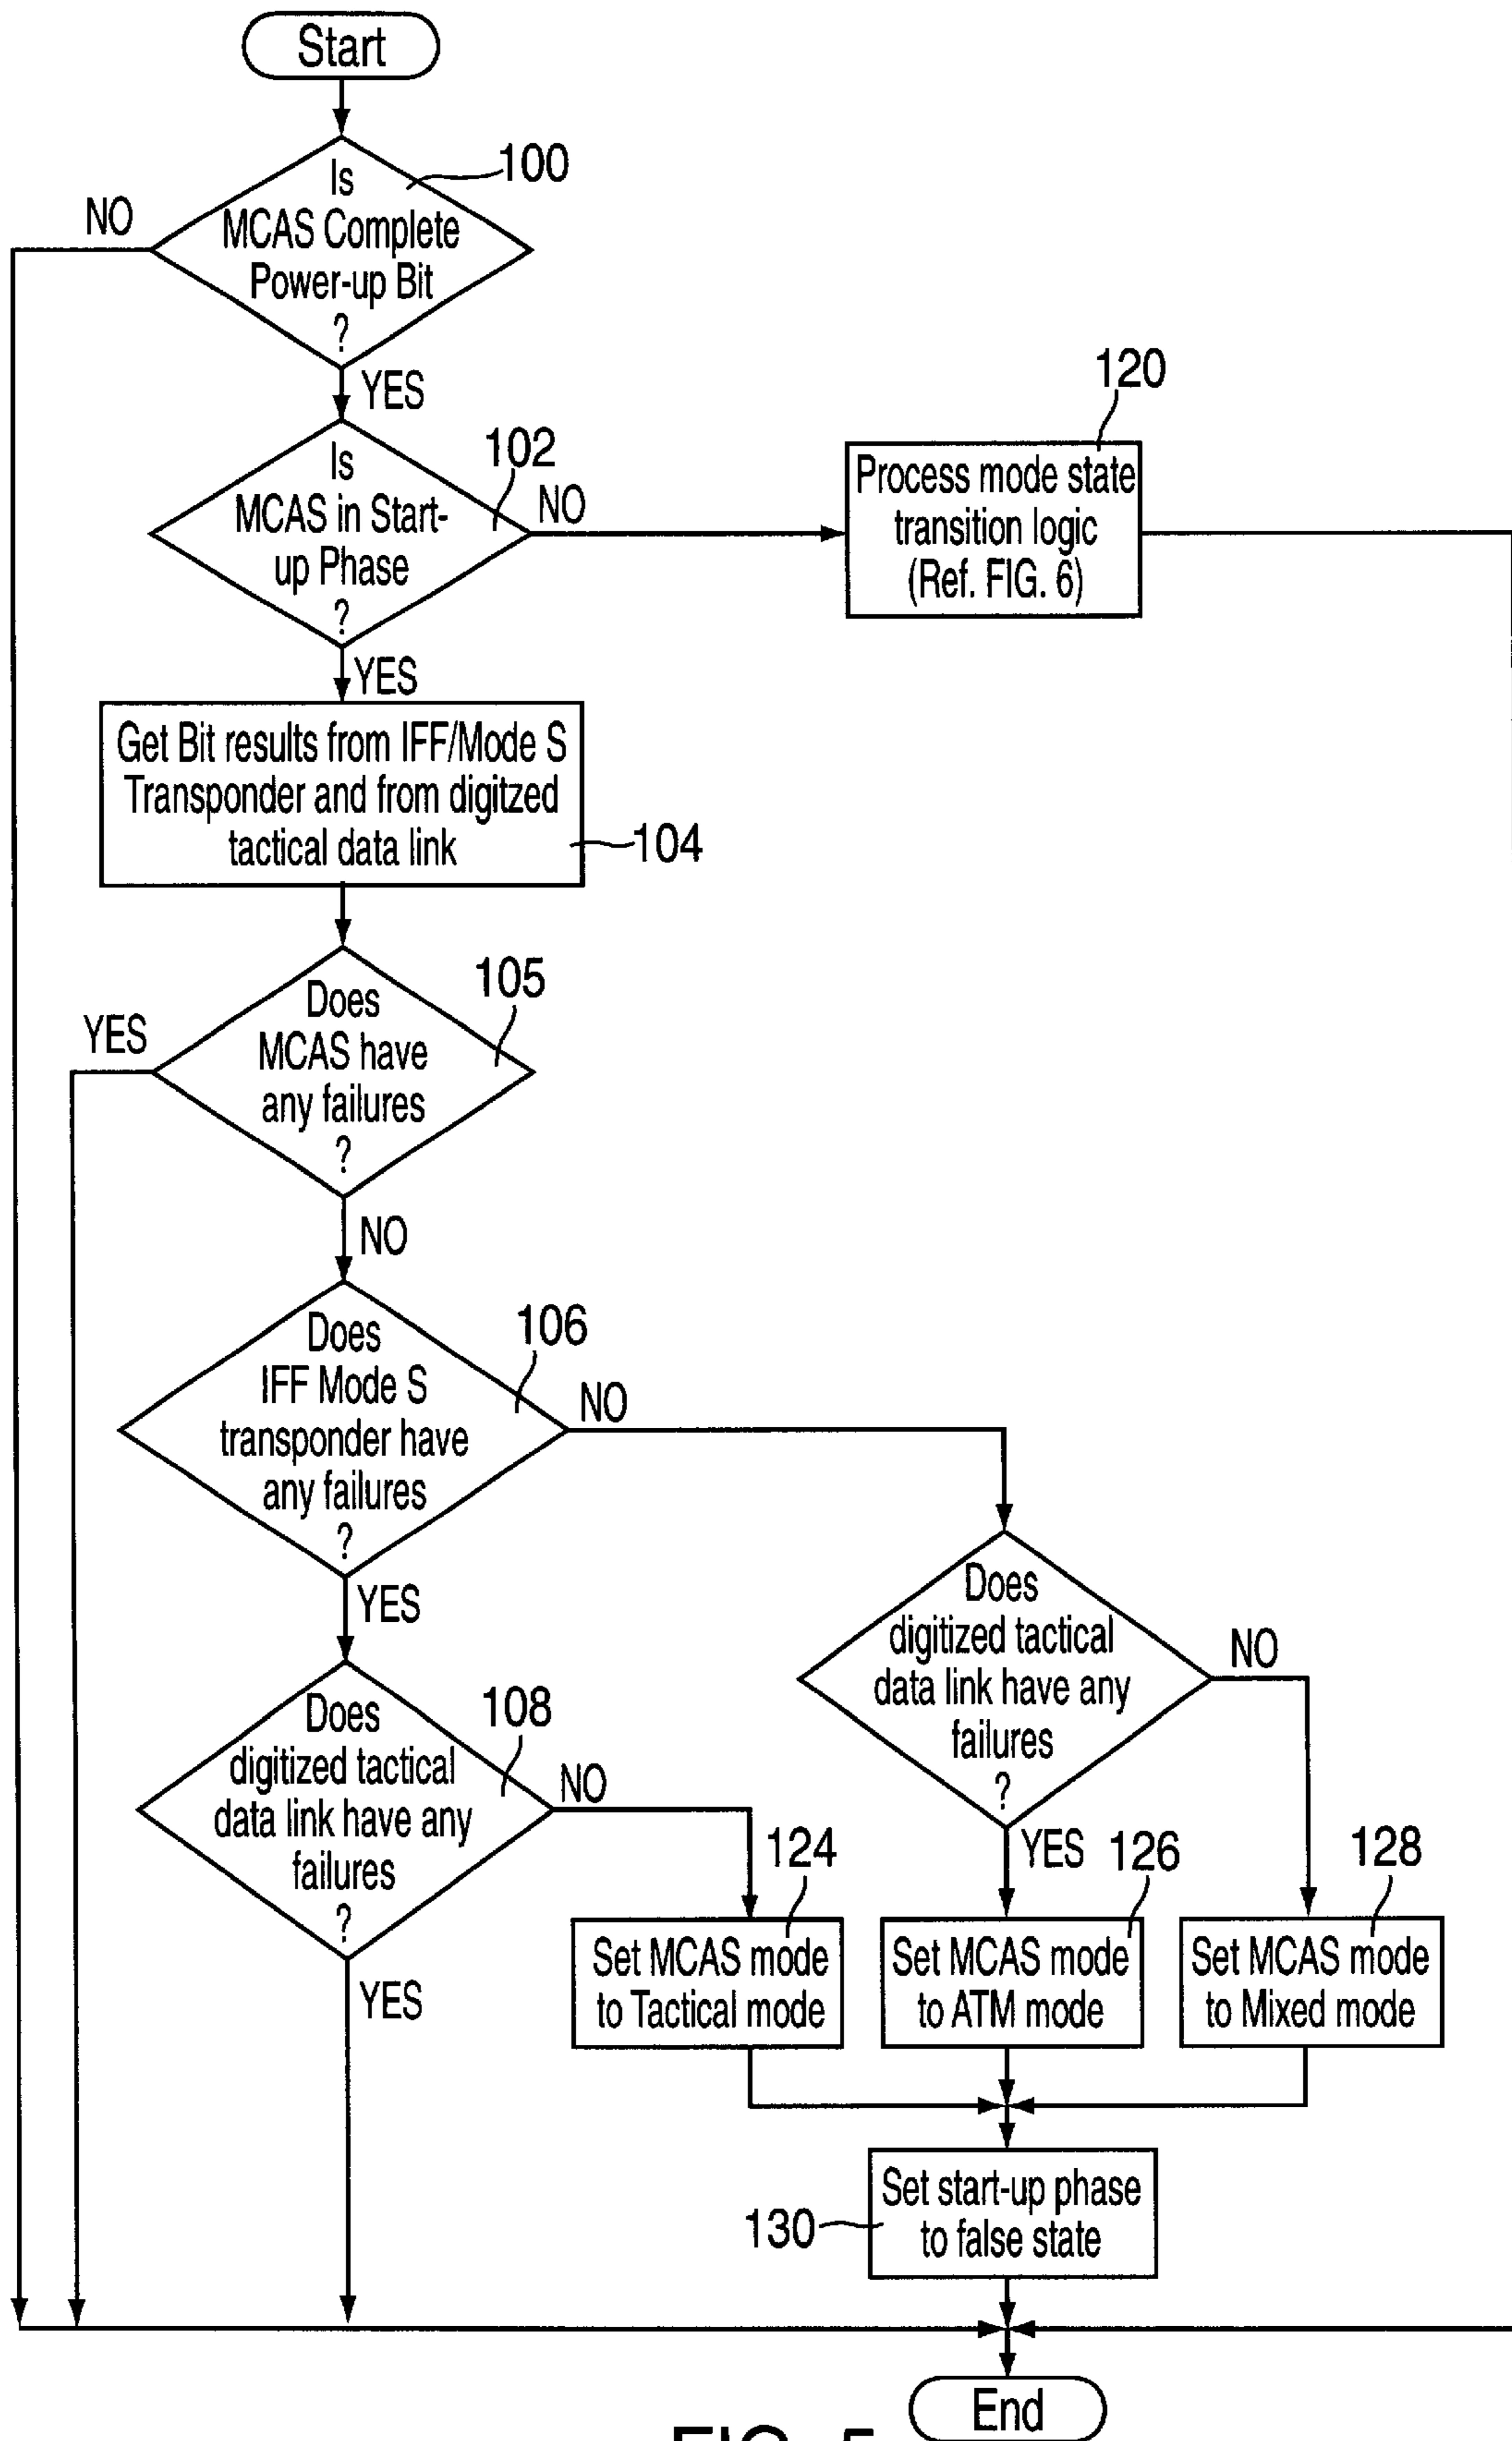 Start
100
Is
MCAS Complete
Power-up Bit
?
NO
YES
102
Is
MCAS in Start-
up Phase
?
NO
120
Process mode state
transition logic
(Ref. FIG. 6)
YES
Get Bit results from IFF/Mode S
Transponder and from digitzed
tactical data link
104
105
Does
MCAS have
any failures
?
YES
NO
106
Does
IFF Mode S
transponder have
any failures
?
NO
YES
Does
digitized tactical
data link have any
failures
?
NO
YES
108
Does
digitized tactical
data link have any
failures
?
NO
YES
124
Set MCAS mode
to Tactical mode
126
Set MCAS mode
to ATM mode
128
Set MCAS mode
to Mixed mode
130
Set start-up phase
to false state
End